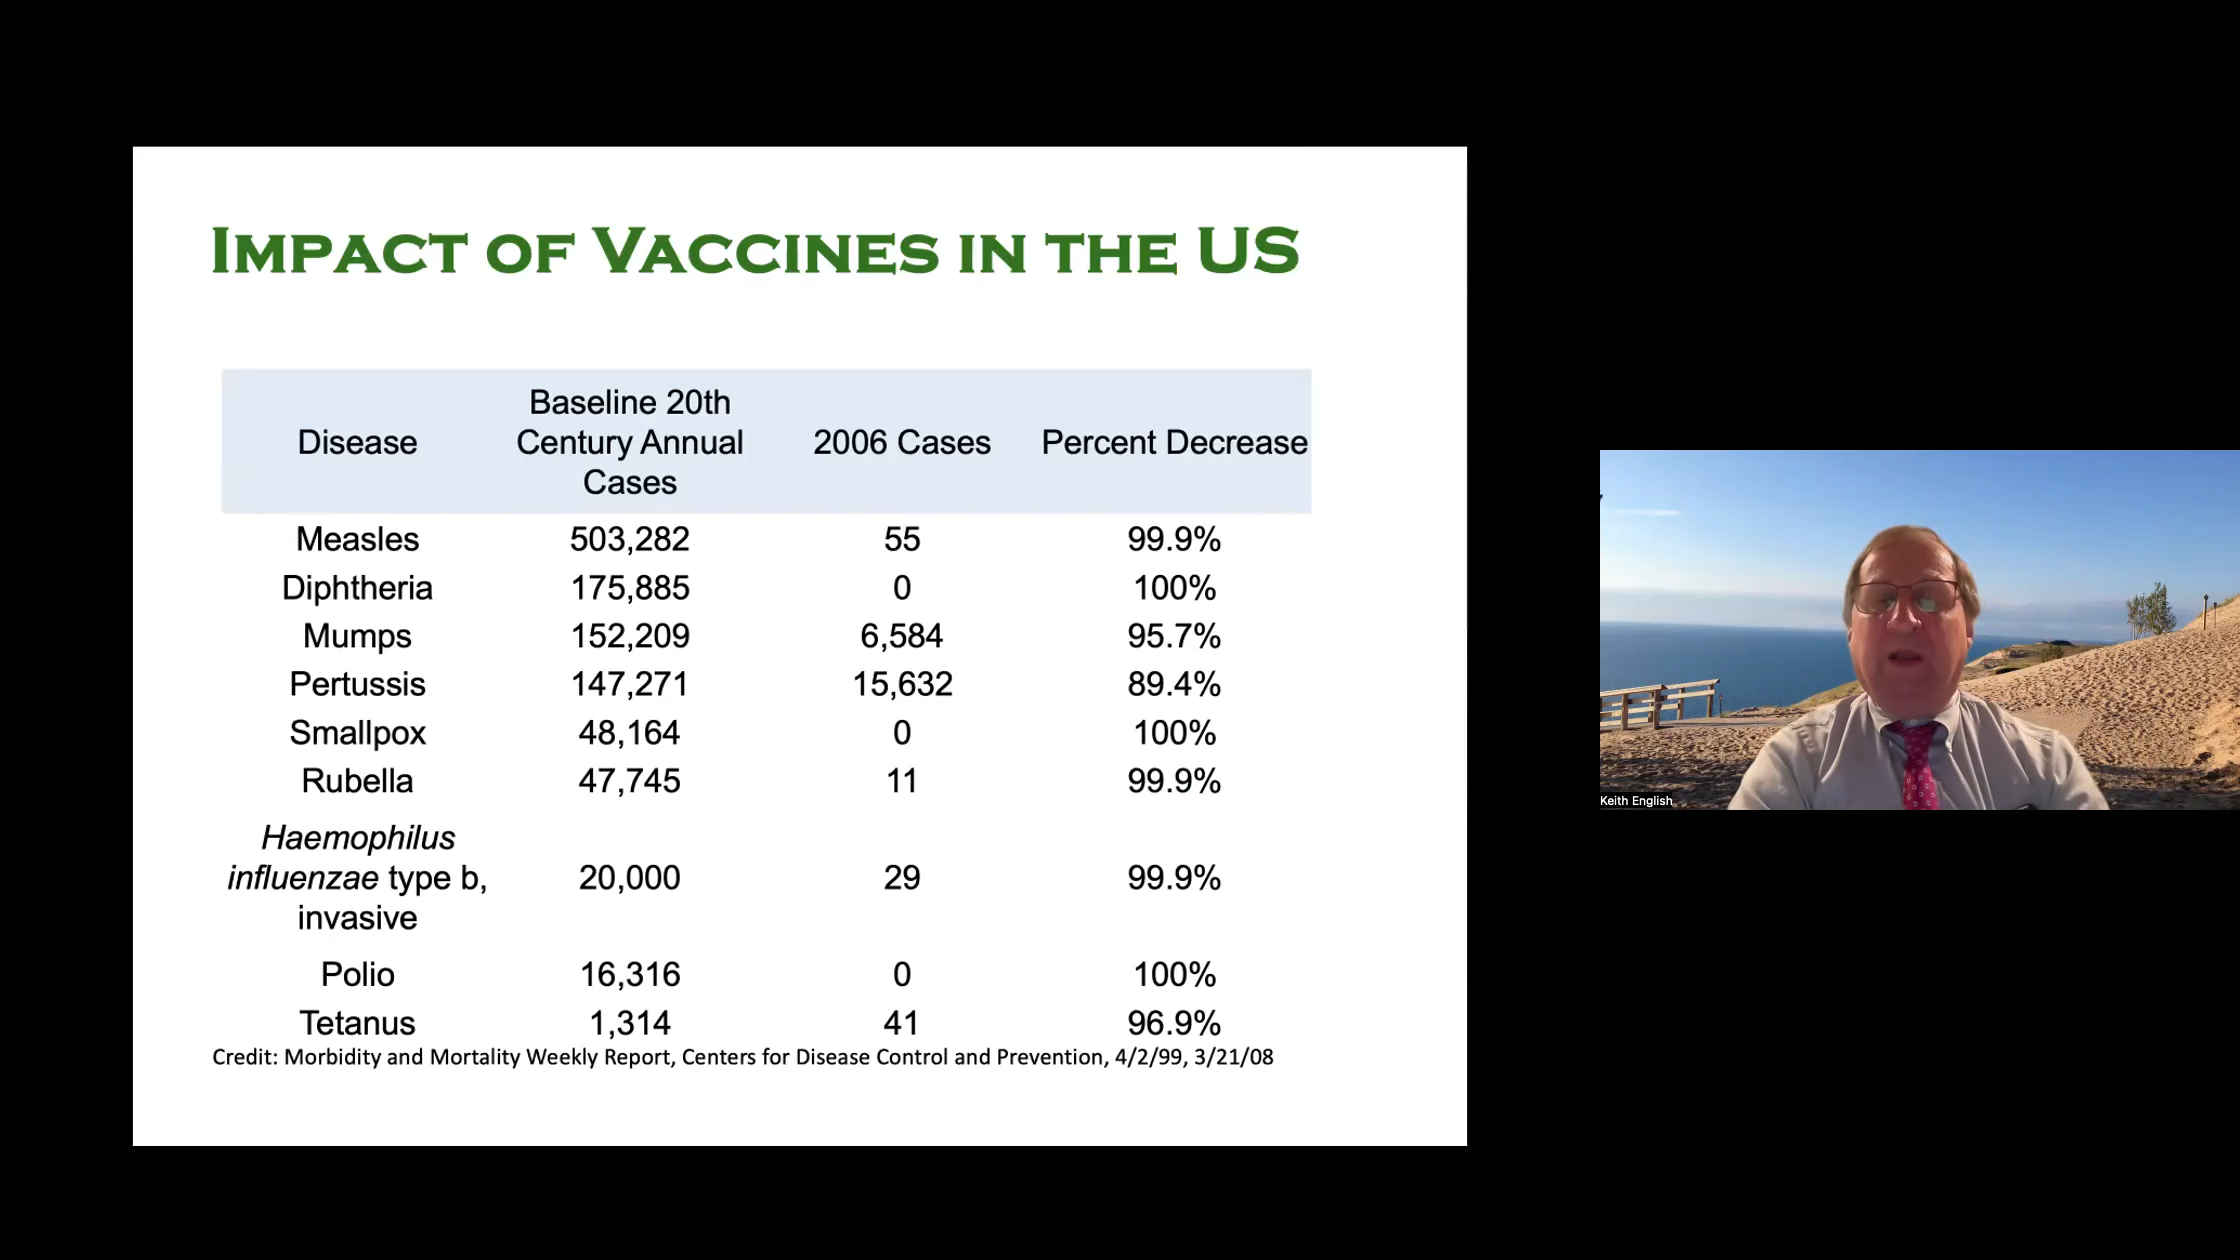 IMPACT OF VACCINES IN THE US
Disease Baseline 20th Century Annual Cases 2006 Cases Percent Decrease
Measles 503,282 55 99.9%
Diphtheria 175,885 0 100%
Mumps 152,209 6,584 95.7%
Pertussis 147,271 15,632 89.4%
Smallpox 48,164 0 100%
Rubella 47,745 11 99.9%
Haemophilus influenzae type b, invasive 20,000 29 99.9%
Polio 16,316 0 100%
Tetanus 1,314 41 96.9%
Credit: Morbidity and Mortality Weekly Report, Centers for Disease Control and Prevention, 4/2/99, 3/21/08
Keith English